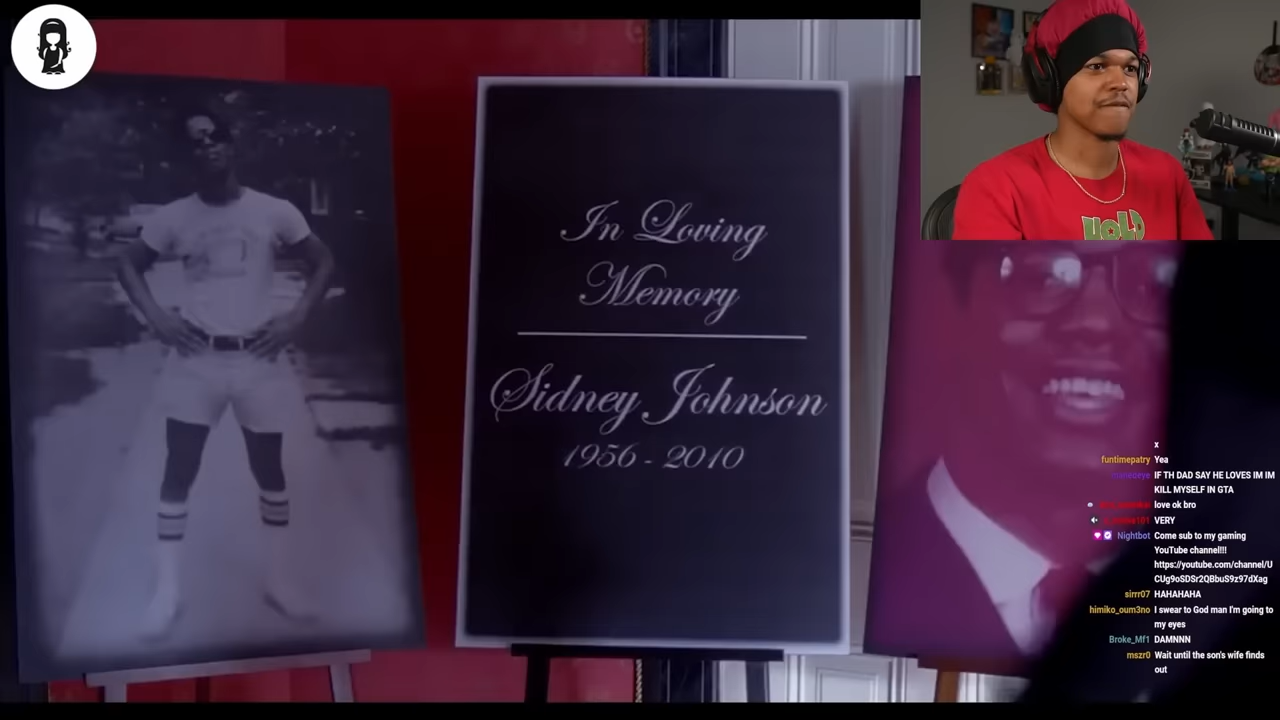 In Loving
Memory
Sidney Johnson
1956 - 2010
HOLD
x
funtimepatry Yea
IF TH DAD SAY HE LOVES IM IM
KILL MYSELF IN GTA
love ok bro
VERY
Nightbot Come sub to my gaming
YouTube channel!!!
https://youtube.com/channel/U
CUg9oSDSr2QBbuS9z97dXag
sirrr07 HAHAHAHA
himiko_oum3no I swear to God man I'm going to
my eyes
Broke_Mf1 DAMNNN
mszr0 Wait until the son's wife finds
out